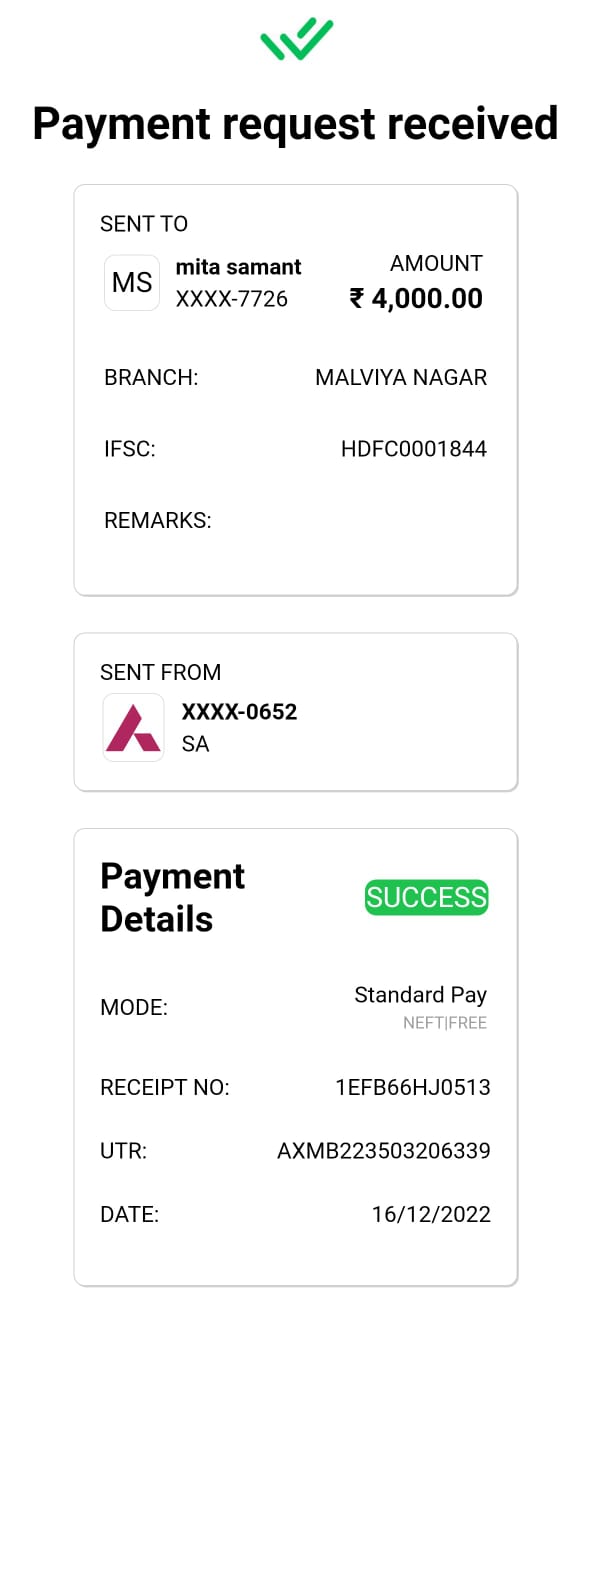 Payment request received
SENT TO
MS
mita samant
XXXX-7726
AMOUNT
₹ 4,000.00
BRANCH: MALVIYA NAGAR
IFSC: HDFC0001844
REMARKS:
SENT FROM
XXXX-0652
SA
Payment
Details
SUCCESS
MODE: Standard Pay
NEFT|FREE
RECEIPT NO: 1EFB66HJ0513
UTR: AXMB223503206339
DATE: 16/12/2022